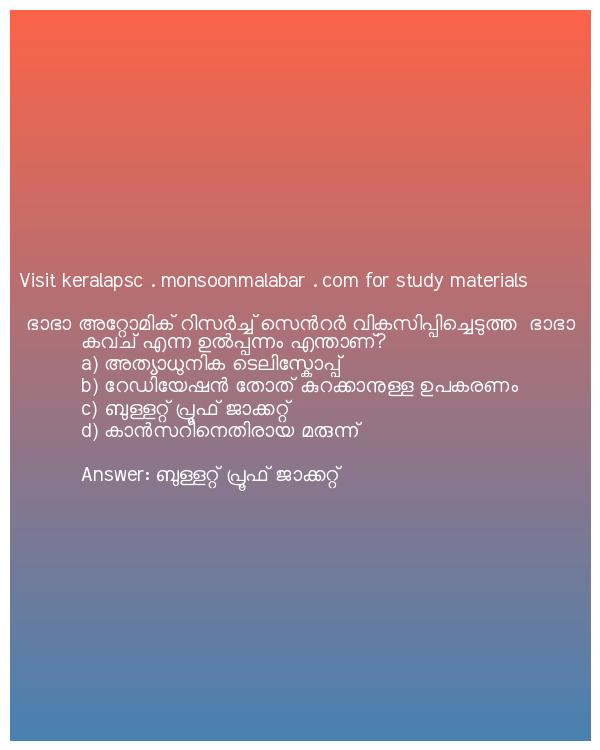 Visit keralapsc . monsoonmalabar . com for study materials
ഭാഭാ അറ്റോമിക് റിസർച്ച് സെൻറർ വികസിപ്പിച്ചെടുത്ത ഭാഭാ
കവച് എന്ന ഉൽപ്പന്നം എന്താണ്?
a) അത്യാധുനിക ടെലിസ്കോപ്പ്
b) റേഡിയേഷൻ തോത് കുറക്കാനുള്ള ഉപകരണം
c) ബുള്ളറ്റ് പ്രൂഫ് ജാക്കറ്റ്
d) കാൻസറിനെതിരായ മരുന്ന്
Answer: ബുള്ളറ്റ് പ്രൂഫ് ജാക്കറ്റ്